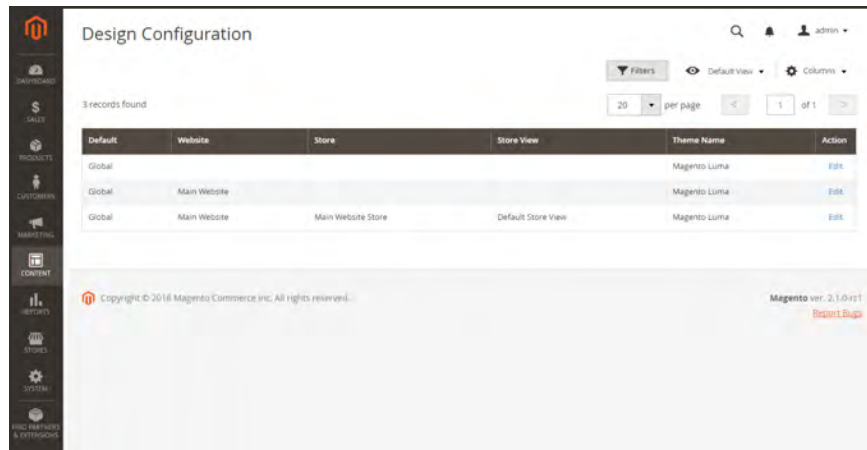 Design Configuration
admin
Filters
Default View
Columns
3 records found
20
per page
1
of 1
Default Website Store Store View Theme Name Action
Global Magento Luma Edit
Global Main Website Magento Luma Edit
Global Main Website Main Website Store Default Store View Magento Luma Edit
DASHBOARD
SALES
PRODUCTS
CUSTOMERS
MARKETING
CONTENT
REPORTS
STORES
SYSTEM
FIND PARTNERS
& EXTENSIONS
Copyright © 2016 Magento Commerce Inc. All rights reserved.
Magento ver. 2.1.0-rc1
Report Bugs